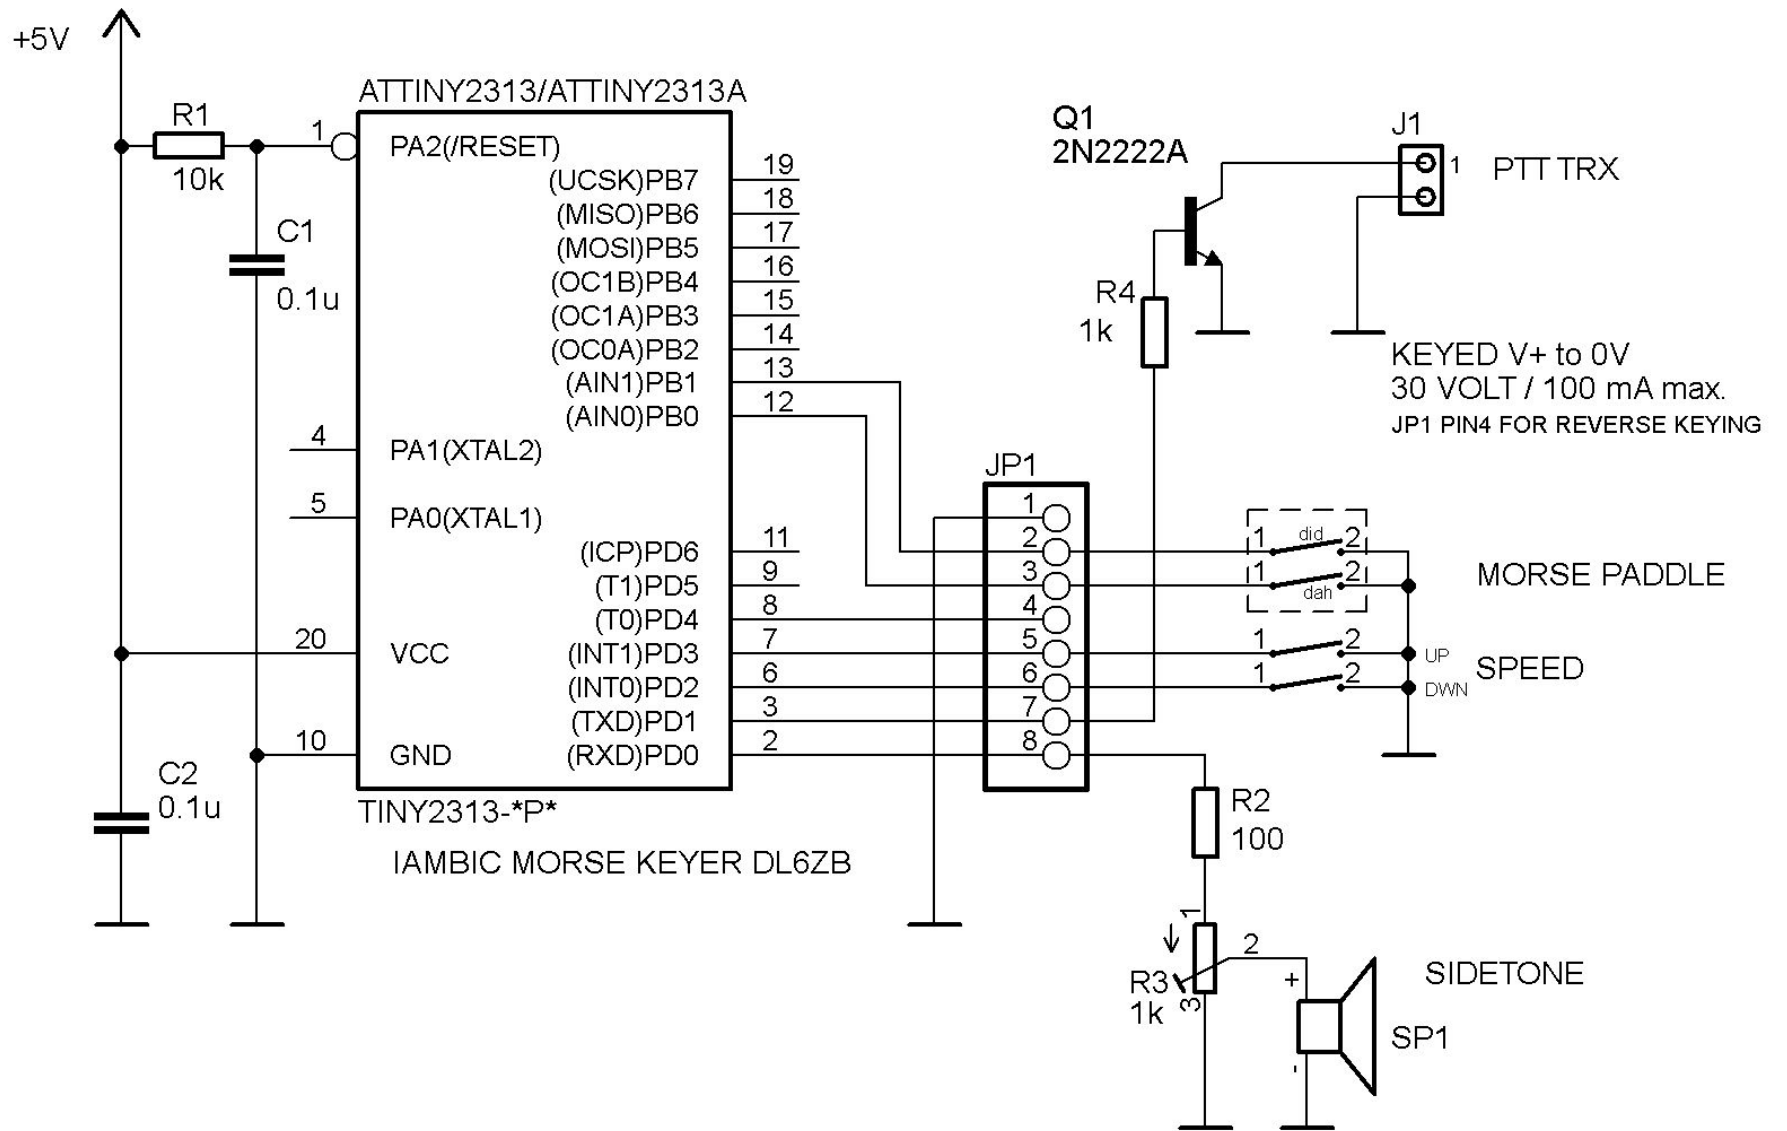 +5V
ATTINY2313/ATTINY2313A
R1
10k
C1
0.1u
C2
0.1u
1
4
5
20
10
PA2(/RESET)
PA1(XTAL2)
PA0(XTAL1)
VCC
GND
(UCSK)PB7 19
(MISO)PB6 18
(MOSI)PB5 17
(OC1B)PB4 16
(OC1A)PB3 15
(OC0A)PB2 14
(AIN1)PB1 13
(AIN0)PB0 12
(ICP)PD6 11
(T1)PD5 9
(T0)PD4 8
(INT1)PD3 7
(INT0)PD2 6
(TXD)PD1 3
(RXD)PD0 2
TINY2313-*P*
IAMBIC MORSE KEYER DL6ZB
Q1
2N2222A
R4
1k
J1
1
PTT TRX
KEYED V+ to 0V
30 VOLT / 100 mA max.
JP1 PIN4 FOR REVERSE KEYING
JP1
1
2
3
4
5
6
7
8
1 did 2
1 dah 2
MORSE PADDLE
1 2 UP
1 2 DWN
SPEED
R2
100
1
2
3
R3
1k
+
-
SIDETONE
SP1